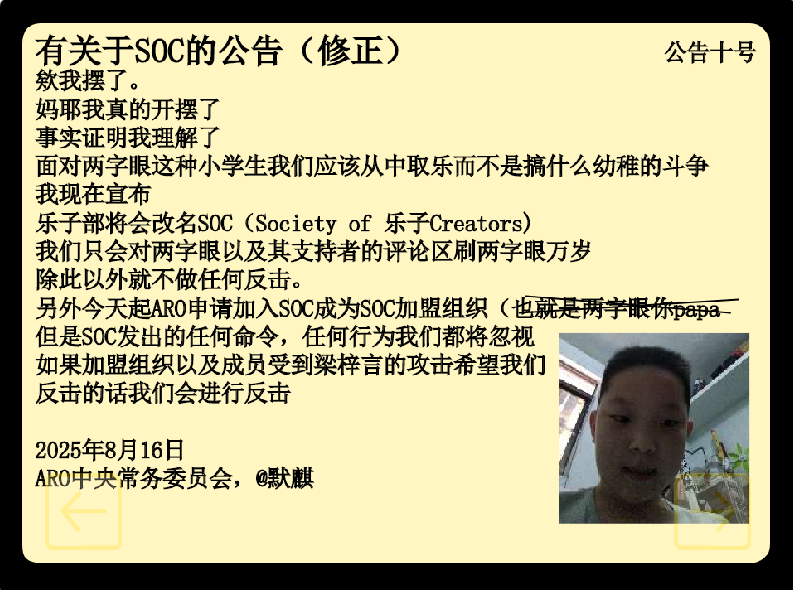 有关于SOC的公告（修正）
公告十号
欸我摆了。
妈耶我真的开摆了
事实证明我理解了
面对两字眼这种小学生我们应该从中取乐而不是搞什么幼稚的斗争
我现在宣布
乐子部将会改名SOC（Society of 乐子Creators)
我们只会对两字眼以及其支持者的评论区刷两字眼万岁
除此以外就不做任何反击。
另外今天起ARO申请加入SOC成为SOC加盟组织（也就是两字眼你papa
但是SOC发出的任何命令，任何行为我们都将忽视
如果加盟组织以及成员受到梁梓言的攻击希望我们
反击的话我们会进行反击
2025年8月16日
ARO中央常务委员会，@默麒